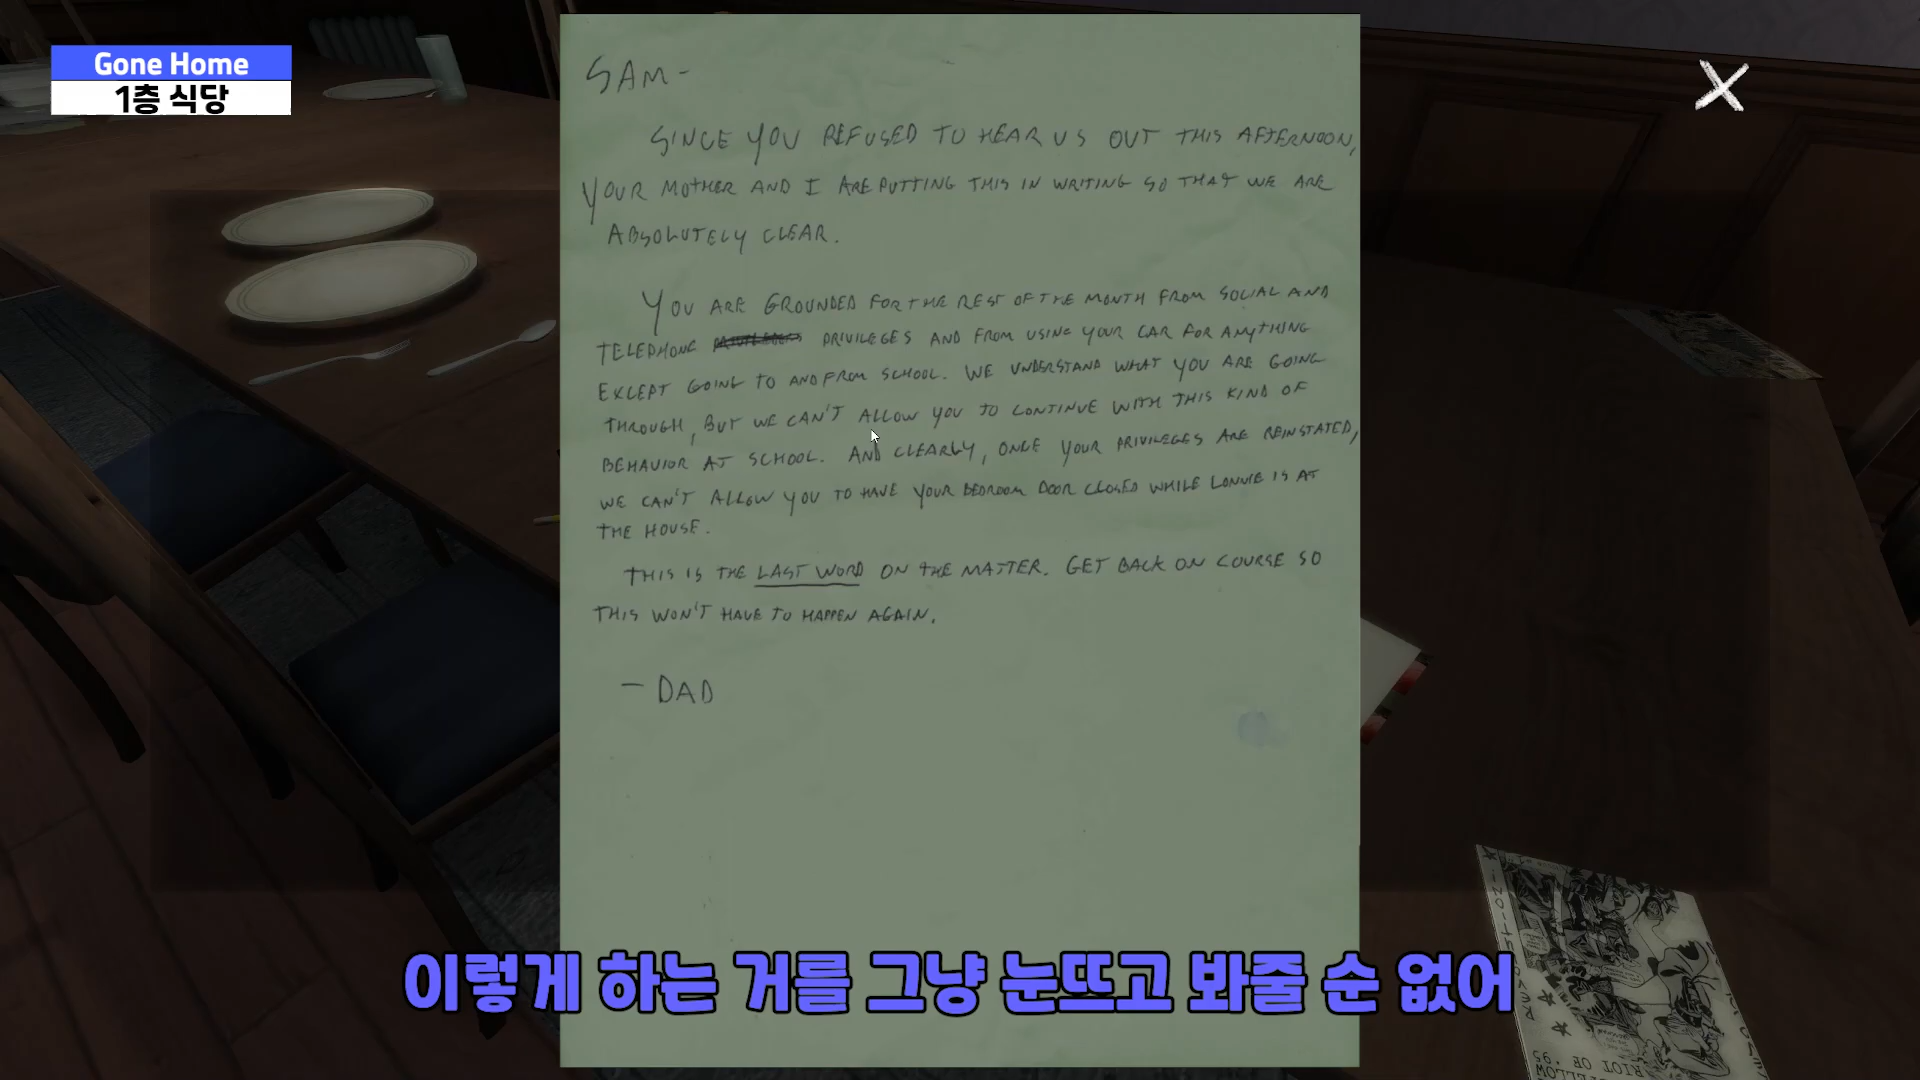 Gone Home
1층 식당
SAM-
SINCE YOU REFUSED TO HEAR US OUT THIS AFTERNOON,
YOUR MOTHER AND I ARE PUTTING THIS IN WRITING SO THAT WE ARE
ABSOLUTELY CLEAR.
YOU ARE GROUNDED FOR THE REST OF THE MONTH FROM SOCIAL AND
TELEPHONE PRIVILEGES AND FROM USING YOUR CAR FOR ANYTHING
EXCEPT GOING TO AND FROM SCHOOL. WE UNDERSTAND WHAT YOU ARE GOING
THROUGH, BUT WE CAN'T ALLOW YOU TO CONTINUE WITH THIS KIND OF
BEHAVIOR AT SCHOOL. AND CLEARLY, ONCE YOUR PRIVILEGES ARE REINSTATED,
WE CAN'T ALLOW YOU TO HAVE YOUR BEDROOM DOOR CLOSED WHILE LONNIE IS AT
THE HOUSE.
THIS IS THE LAST WORD ON THE MATTER. GET BACK ON COURSE SO
THIS WON'T HAVE TO HAPPEN AGAIN.
- DAD
이렇게 하는 거를 그냥 눈뜨고 봐줄 순 없어
RIOT OF '95